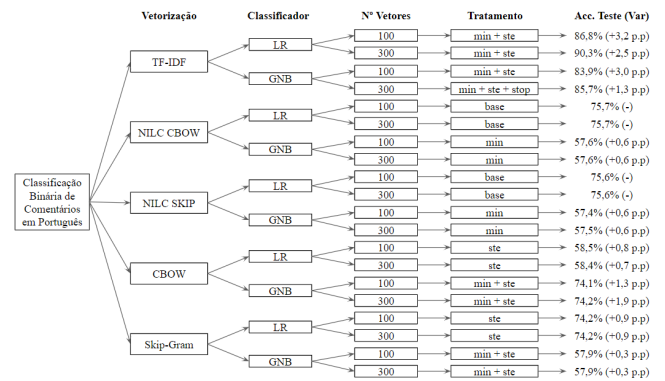 Vetorização Classificador Nº Vetores Tratamento Acc. Teste (Var)
Classificação
Binária de
Comentários
em Português
TF-IDF
LR
100 min + ste 86,8% (+3,2 p.p)
300 min + ste 90,3% (+2,5 p.p)
GNB
100 min + ste 83,9% (+3,0 p.p)
300 min + ste + stop 85,7% (+1,3 p.p)
NILC CBOW
LR
100 base 75,7% (-)
300 base 75,7% (-)
GNB
100 min 57,6% (+0,6 p.p)
300 min 57,6% (+0,6 p.p)
NILC SKIP
LR
100 base 75,6% (-)
300 base 75,6% (-)
GNB
100 min 57,4% (+0,6 p.p)
300 min 57,5% (+0,6 p.p)
CBOW
LR
100 ste 58,5% (+0,8 p.p)
300 ste 58,4% (+0,7 p.p)
GNB
100 min + ste 74,1% (+1,3 p.p)
300 min + ste 74,2% (+1,9 p.p)
Skip-Gram
LR
100 ste 74,2% (+0,9 p.p)
300 ste 74,2% (+0,9 p.p)
GNB
100 min + ste 57,9% (+0,3 p.p)
300 min + ste 57,9% (+0,3 p.p)